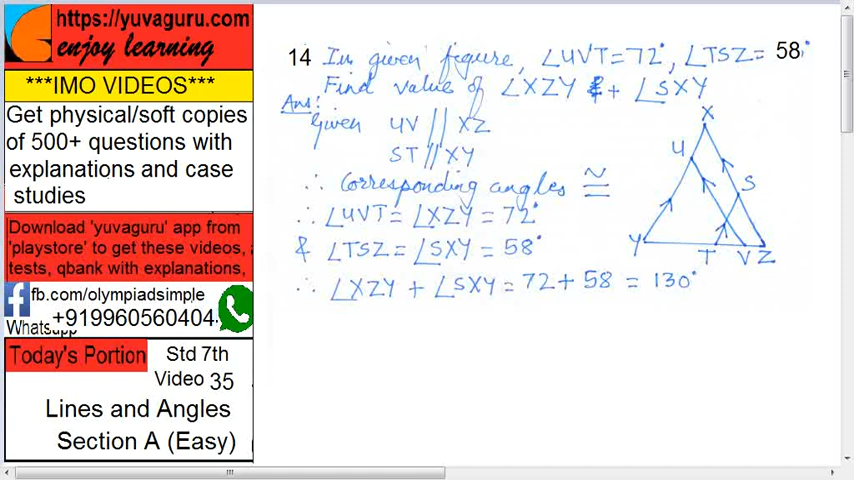 https://yuvaguru.com
enjoy learning
***IMO VIDEOS***
Get physical/soft copies
of 500+ questions with
explanations and case
studies
Download 'yuvaguru' app from
'playstore' to get these videos,
tests, qbank with explanations,
f fb.com/olympiadsimple
Whatsapp
+919960560404
Today's Portion
Std 7th
Video 35
Lines and Angles
Section A (Easy)
14 In given figure, ∠UVT=72°, ∠TSZ= 58°
Find value of ∠XZY + ∠SXY
Ans:
Given UV || XZ
ST || XY
∴ Corresponding angles ≅
∴ ∠UVT= ∠XZY = 72°
& ∠TSZ= ∠SXY = 58°
∴ ∠XZY + ∠SXY = 72+ 58 = 130°
X
U
S
Y
T
V
Z